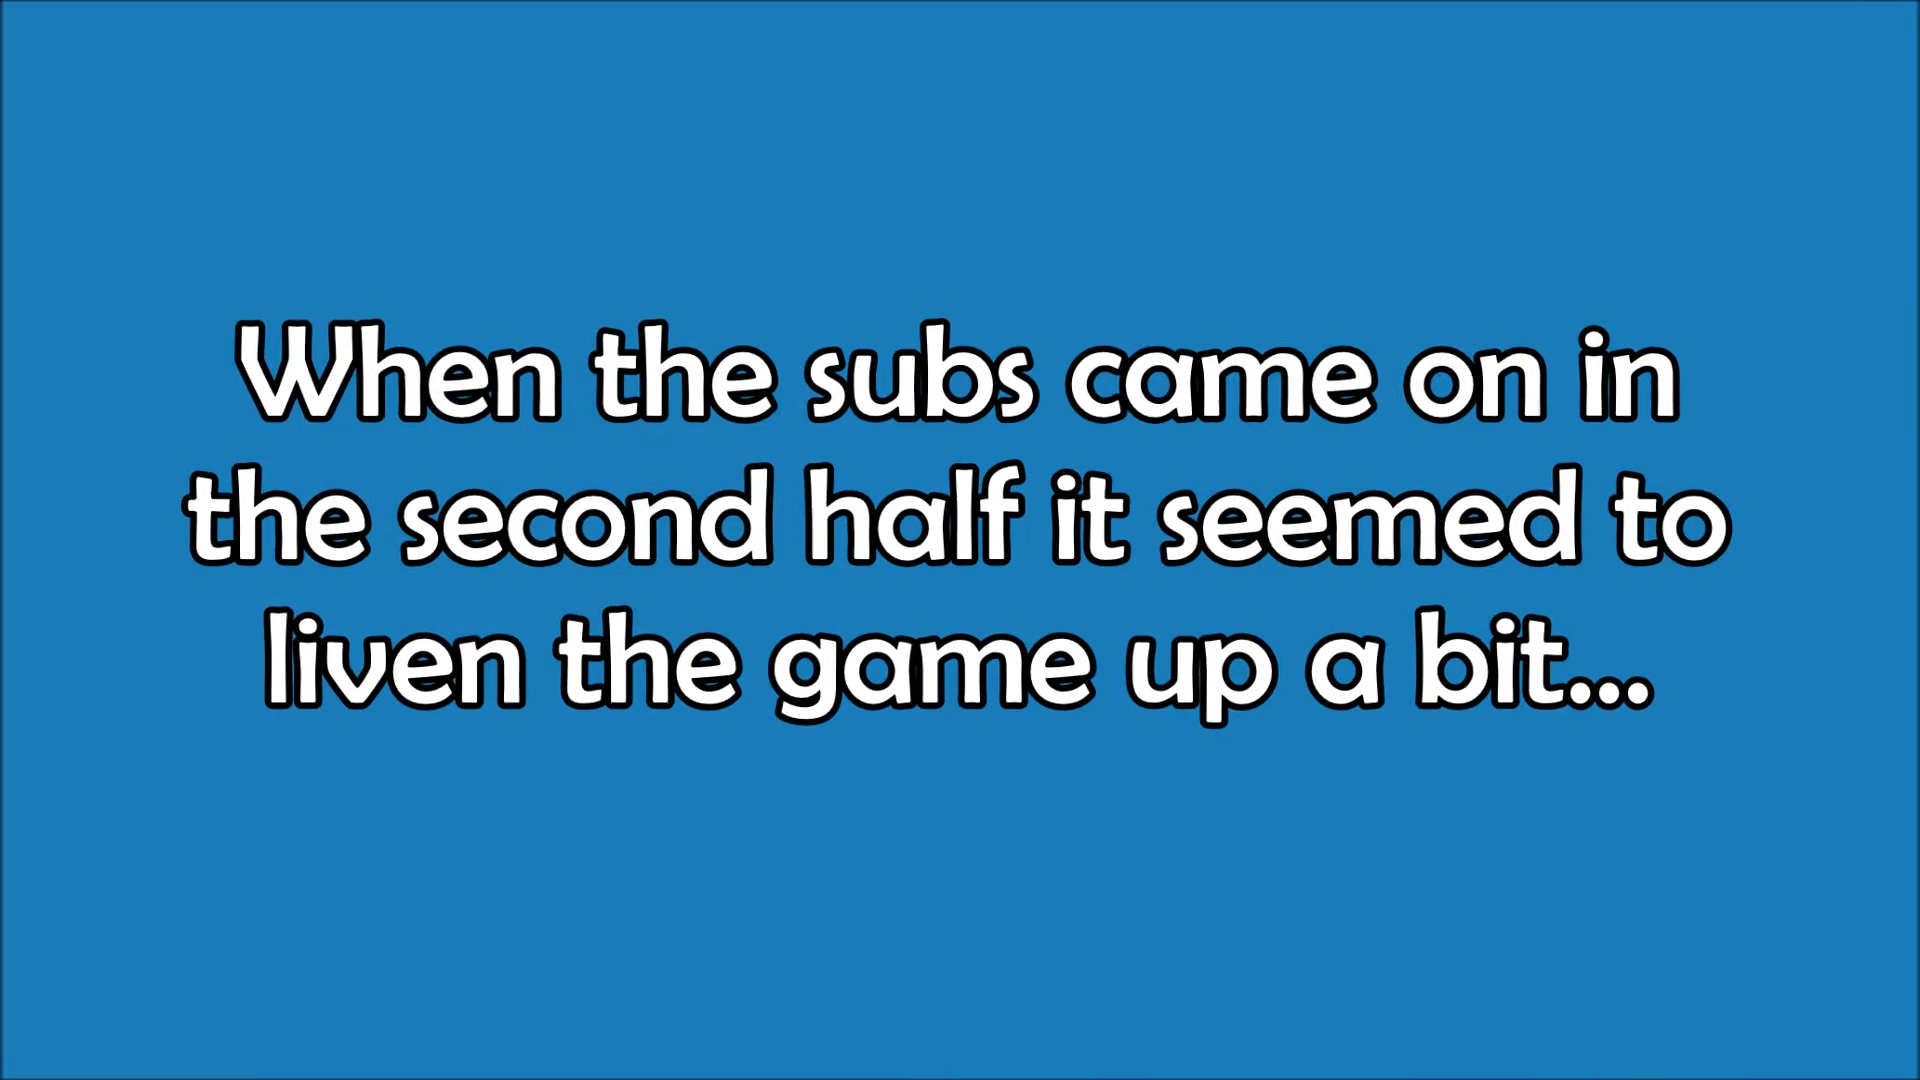 When the subs came on in
the second half it seemed to
liven the game up a bit...